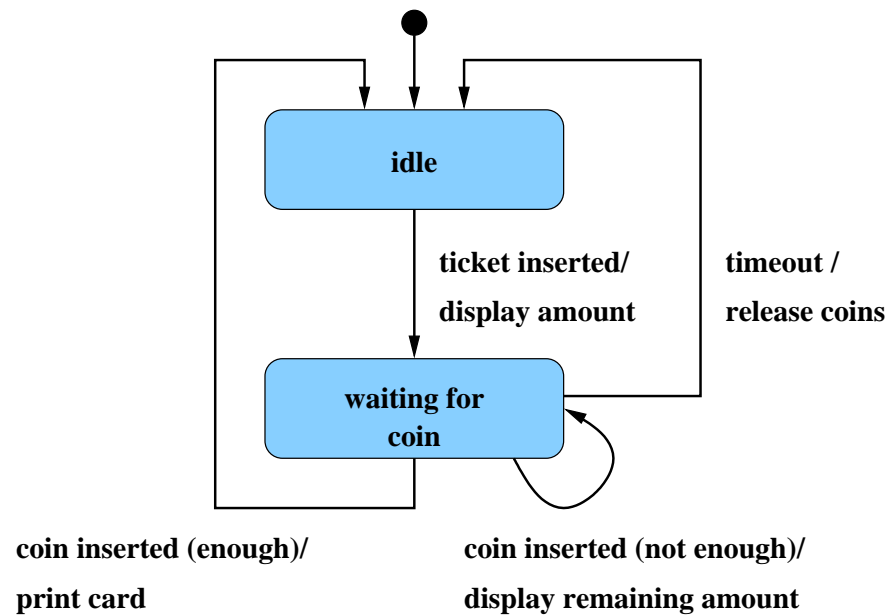 idle
ticket inserted/
display amount
timeout /
release coins
waiting for
coin
coin inserted (enough)/
print card
coin inserted (not enough)/
display remaining amount